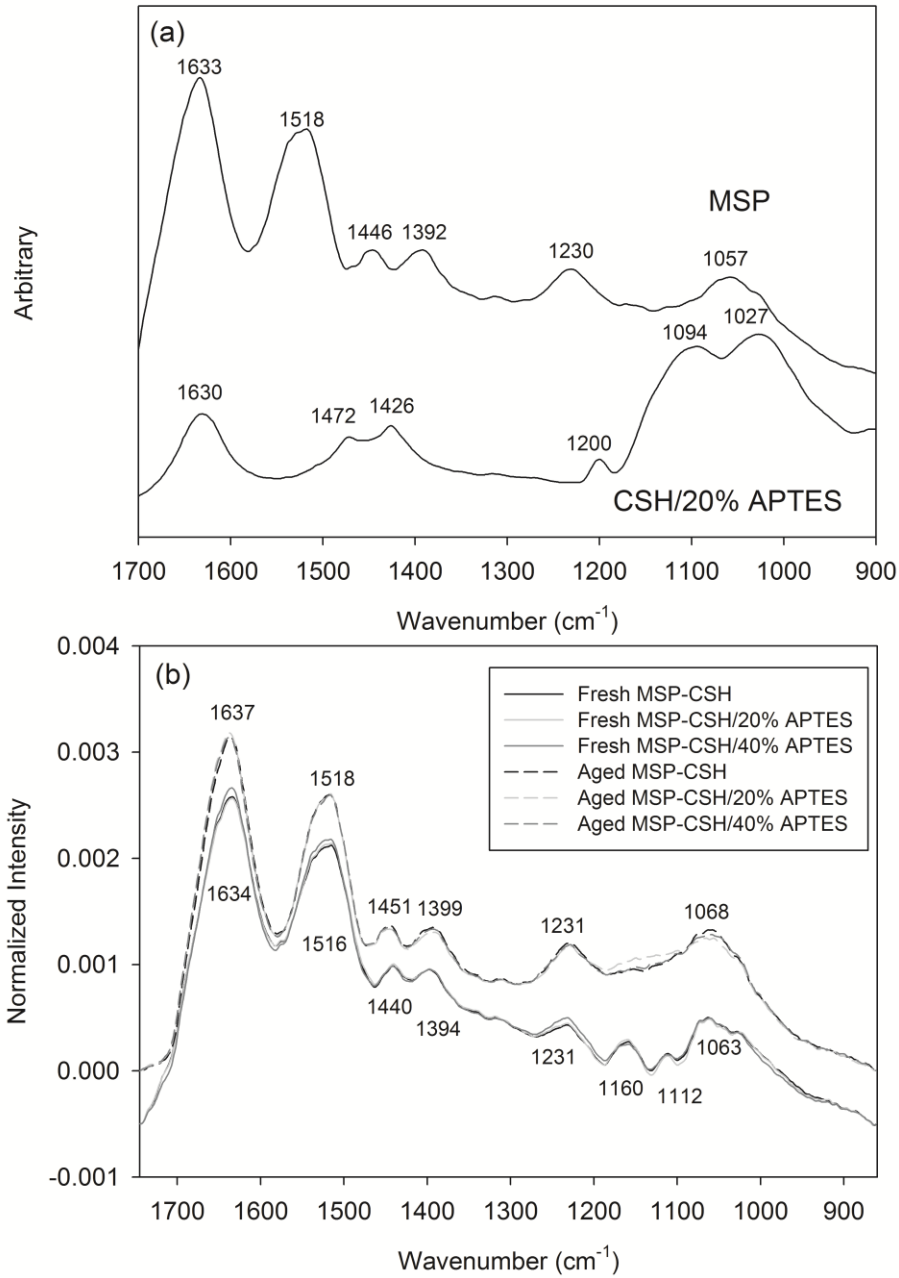 (a)
1633
1518
MSP
1446 1392
1230
1057
1094 1027
1630
1472 1426
1200
CSH/20% APTES
Arbitrary
1700 1600 1500 1400 1300 1200 1100 1000 900
Wavenumber (cm⁻¹)
(b)
0.004
0.003
0.002
0.001
0.000
-0.001
Normalized Intensity
Fresh MSP-CSH
Fresh MSP-CSH/20% APTES
Fresh MSP-CSH/40% APTES
Aged MSP-CSH
Aged MSP-CSH/20% APTES
Aged MSP-CSH/40% APTES
1637
1518
1634
1451 1399
1231
1068
1516
1440
1394
1231
1160
1112
1063
1700 1600 1500 1400 1300 1200 1100 1000 900
Wavenumber (cm⁻¹)